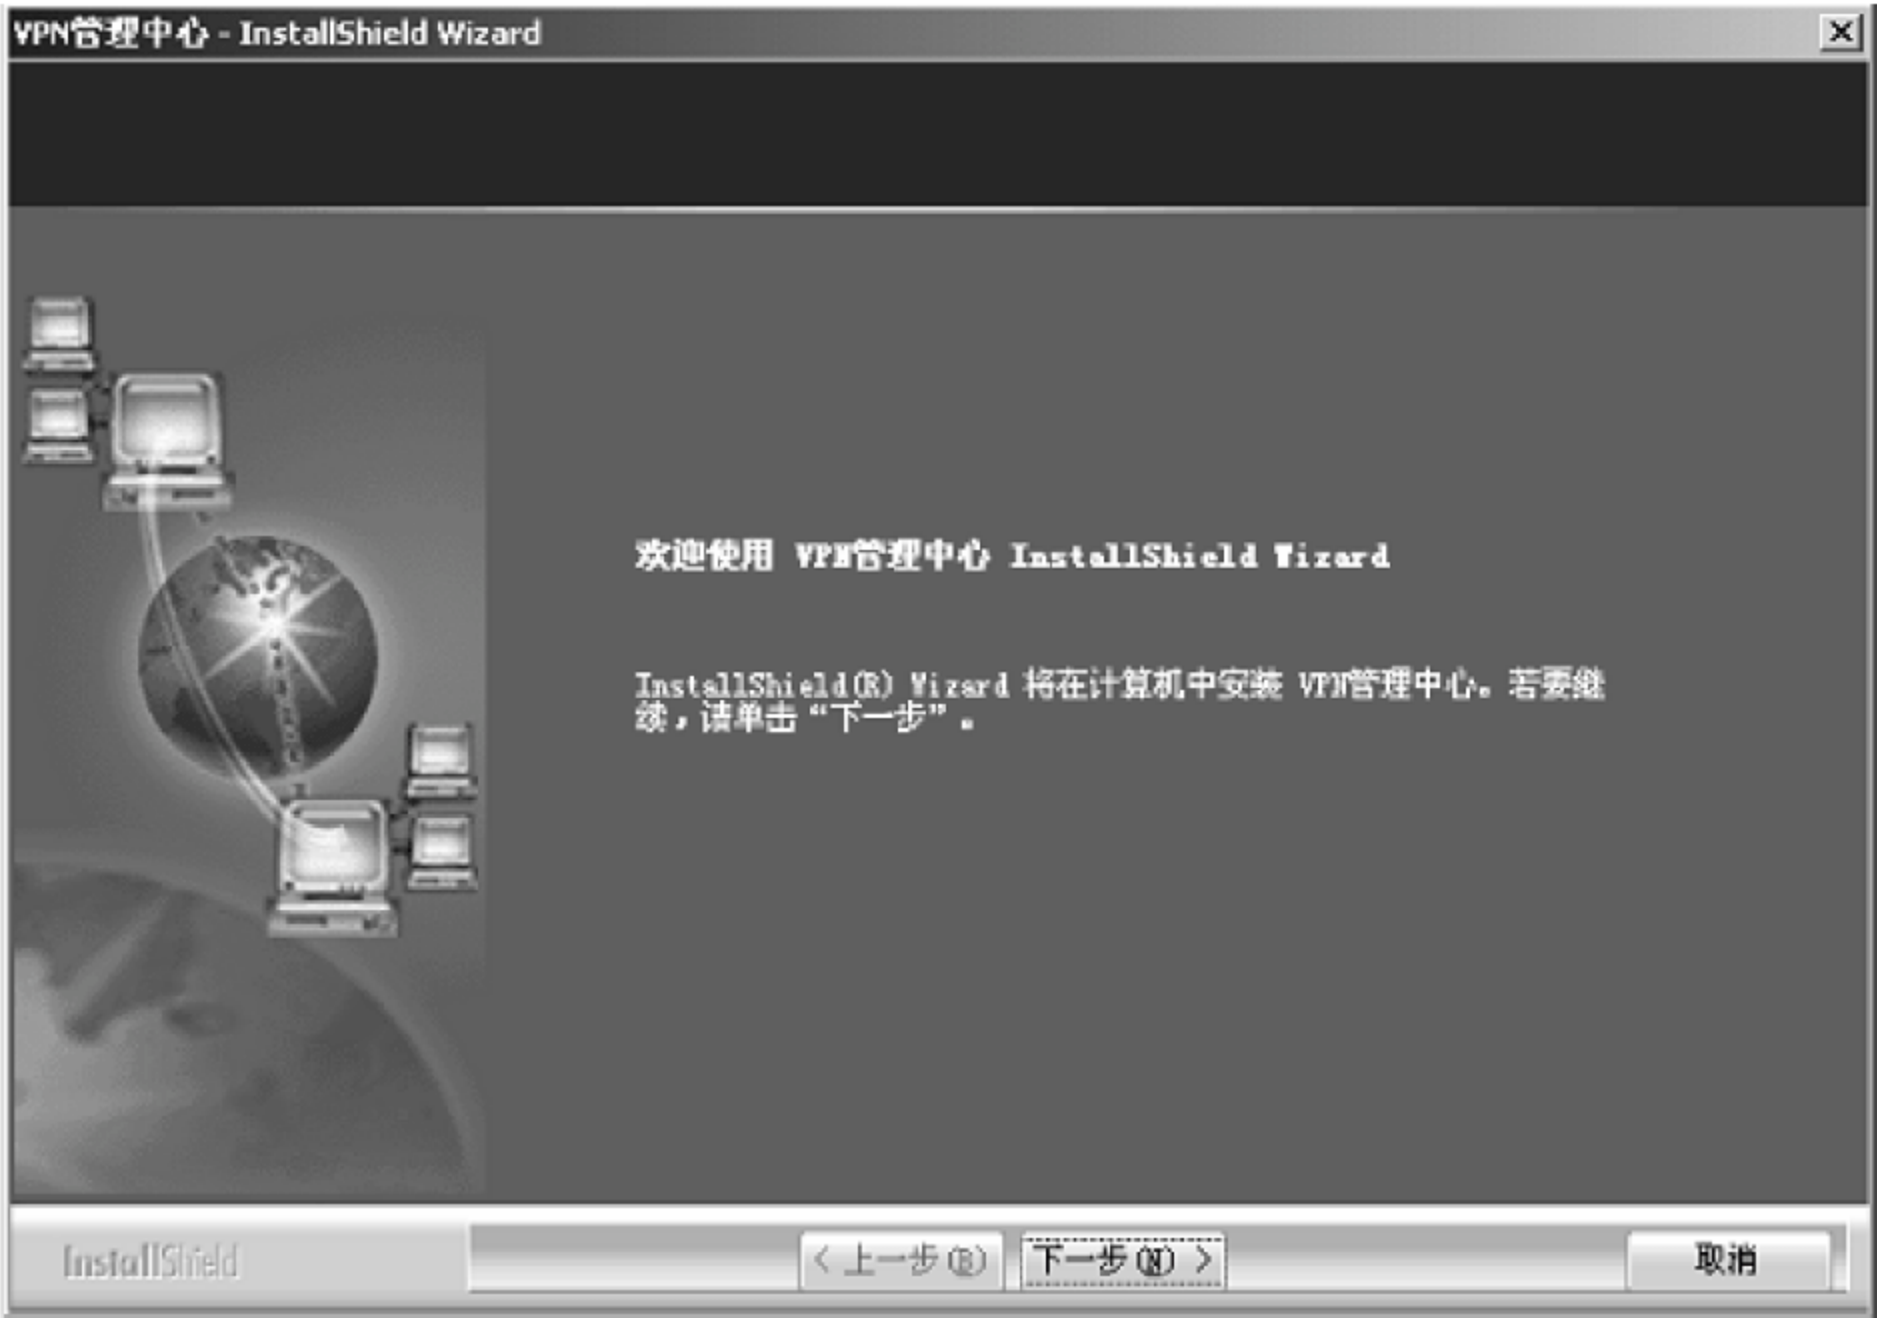 VPN管理中心 - InstallShield Wizard
欢迎使用 VPN管理中心 InstallShield Wizard
InstallShield(R) Wizard 将在计算机中安装 VPN管理中心。若要继
续，请单击“下一步”。
InstallShield
< 上一步(B)
下一步(N) >
取消